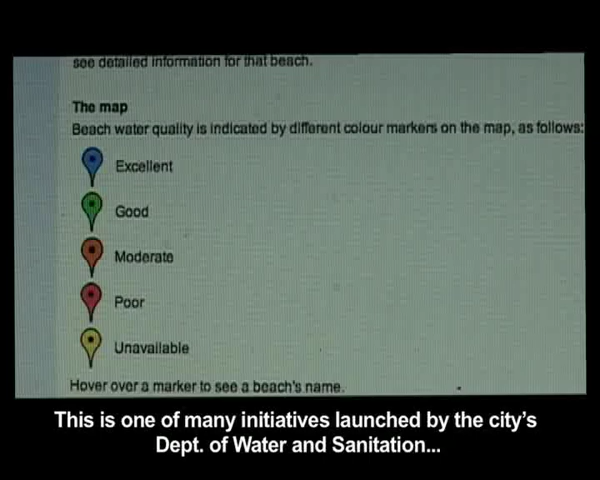 see detailed information for that beach.
The map
Beach water quality is indicated by different colour markers on the map, as follows:
Excellent
Good
Moderate
Poor
Unavailable
Hover over a marker to see a beach's name.
This is one of many initiatives launched by the city's
Dept. of Water and Sanitation...